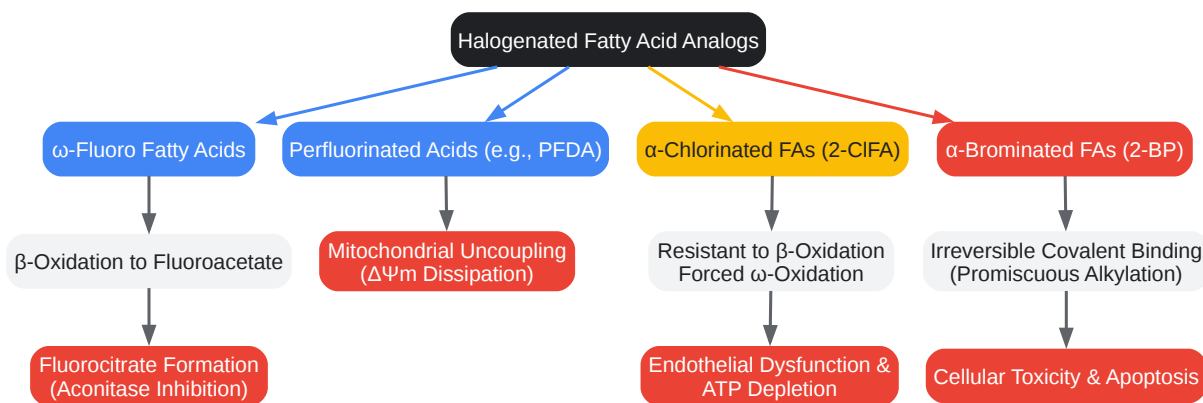 Halogenated Fatty Acid Analogs
ω-Fluoro Fatty Acids
Perfluorinated Acids (e.g., PFDA)
α-Chlorinated FAs (2-ClFA)
α-Brominated FAs (2-BP)
β-Oxidation to Fluoroacetate
Mitochondrial Uncoupling
(ΔΨm Dissipation)
Resistant to β-Oxidation
Forced ω-Oxidation
Irreversible Covalent Binding
(Promiscuous Alkylation)
Fluorocitrate Formation
(Aconitase Inhibition)
Endothelial Dysfunction &
ATP Depletion
Cellular Toxicity & Apoptosis